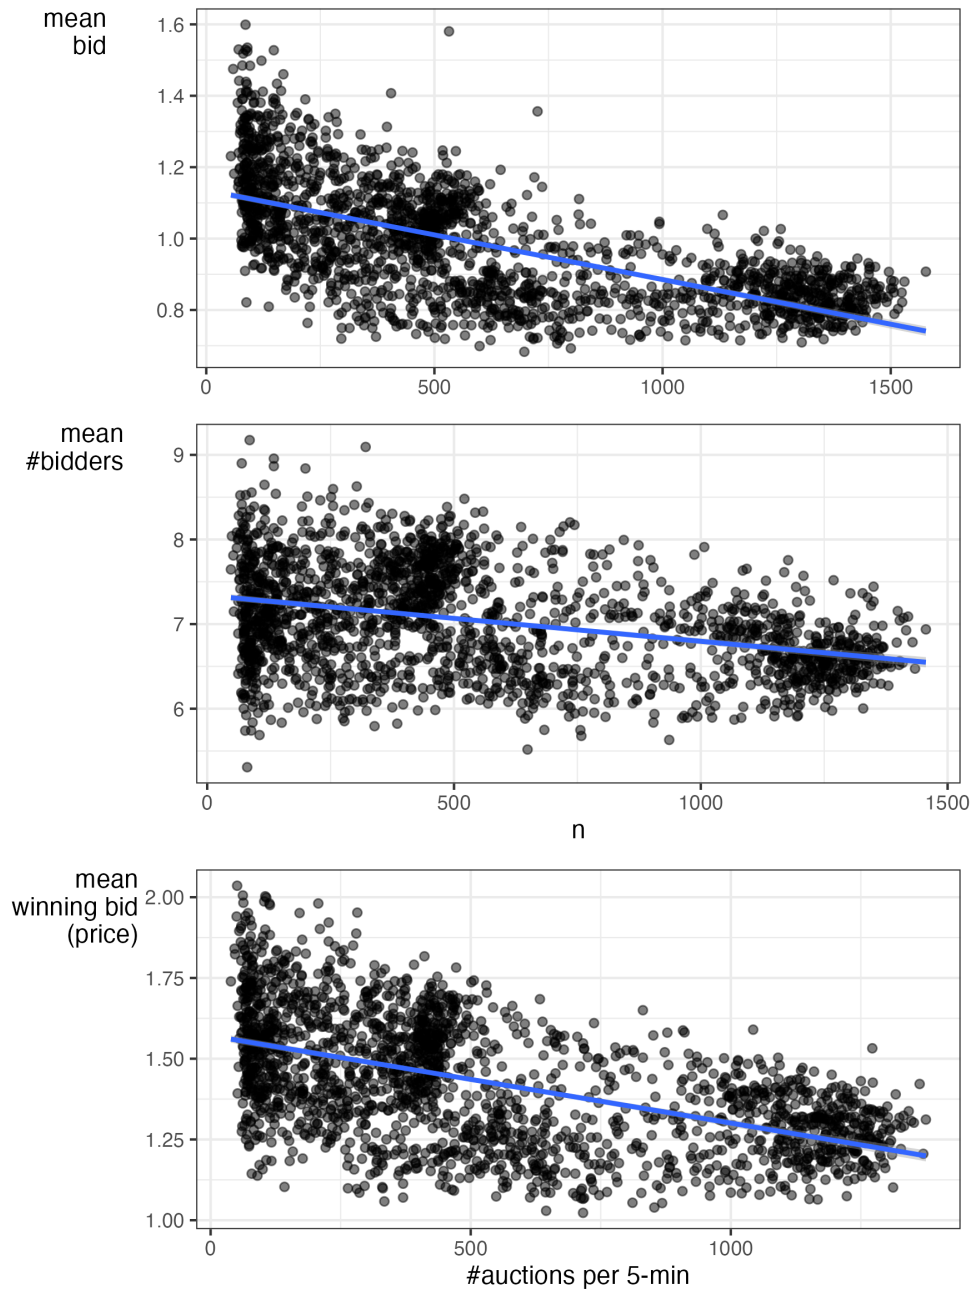 mean
bid
1.6
1.4
1.2
1.0
0.8
0 500 1000 1500
mean
#bidders
9
8
7
6
0 500 1000 1500
n
mean
winning bid
(price)
2.00
1.75
1.50
1.25
1.00
0 500 1000
#auctions per 5-min